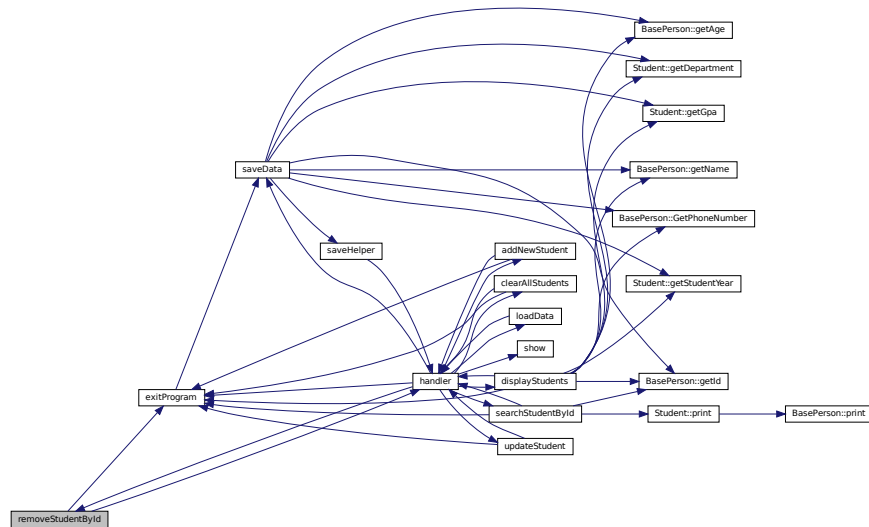 BasePerson::getAge
Student::getDepartment
Student::getGpa
saveData
BasePerson::getName
BasePerson::GetPhoneNumber
saveHelper
addNewStudent
clearAllStudents
Student::getStudentYear
loadData
show
handler
displayStudents
BasePerson::getId
exitProgram
searchStudentById
Student::print
BasePerson::print
updateStudent
removeStudentById